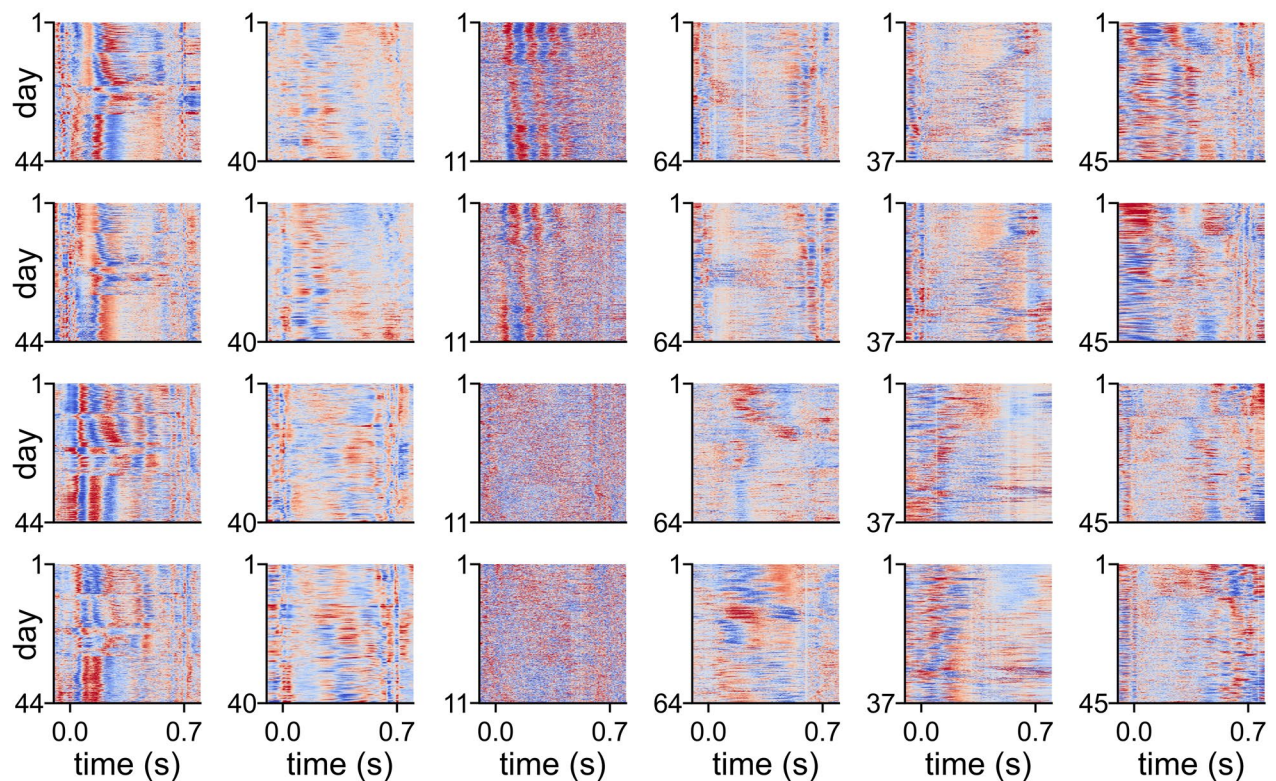 1 1 1 1 1 1
day
44 40 11 64 37 45
1 1 1 1 1 1
day
44 40 11 64 37 45
1 1 1 1 1 1
day
44 40 11 64 37 45
1 1 1 1 1 1
day
44 40 11 64 37 45
0.0 0.7 0.0 0.7 0.0 0.7 0.0 0.7 0.0 0.7 0.0 0.7
time (s) time (s) time (s) time (s) time (s) time (s)